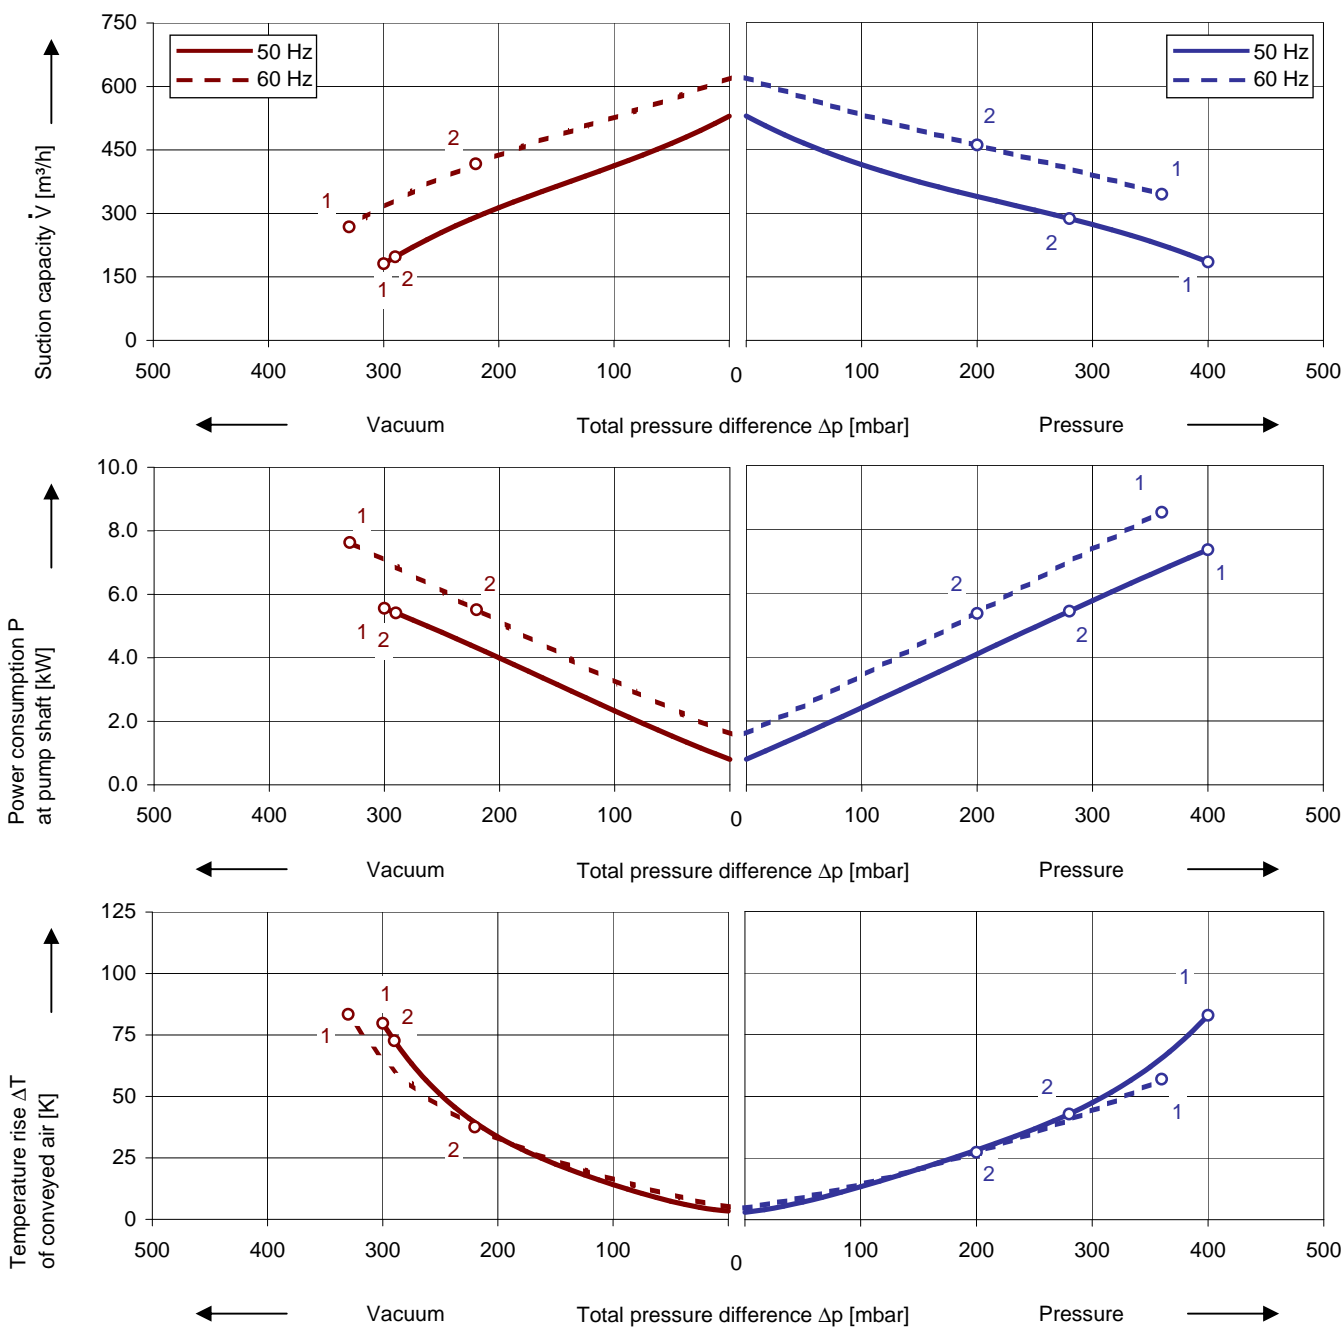 750
600
450
300
150
0
Suction capacity V̇ [m³/h]
50 Hz
60 Hz
50 Hz
60 Hz
1
2
1
2
2
1
2
1
500 400 300 200 100 0 100 200 300 400 500
Vacuum Total pressure difference Δp [mbar] Pressure
10.0
8.0
6.0
4.0
2.0
0.0
Power consumption P
at pump shaft [kW]
1
2
1 2
1
2
1
2
500 400 300 200 100 0 100 200 300 400 500
Vacuum Total pressure difference Δp [mbar] Pressure
125
100
75
50
25
0
Temperature rise ΔT
of conveyed air [K]
1
2
1
2
1
2
1
2
500 400 300 200 100 0 100 200 300 400 500
Vacuum Total pressure difference Δp [mbar] Pressure